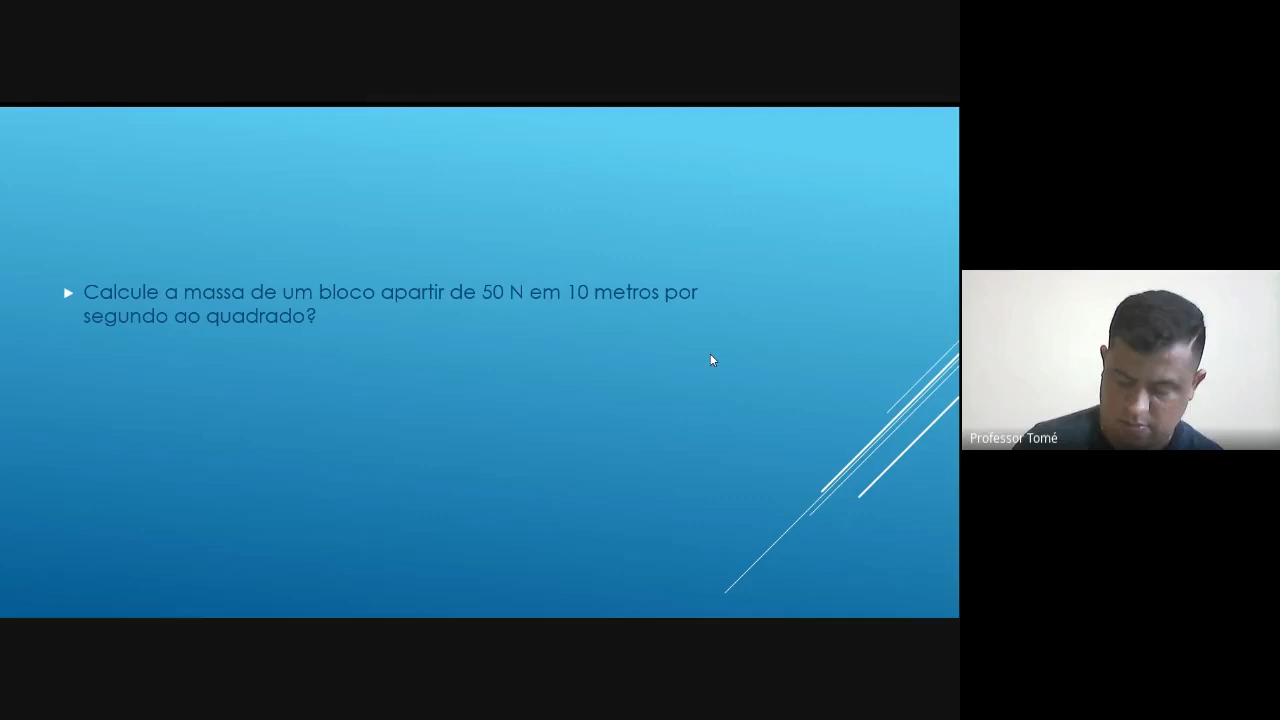 Calcule a massa de um bloco apartir de 50 N em 10 metros por
segundo ao quadrado?
Professor Tomé